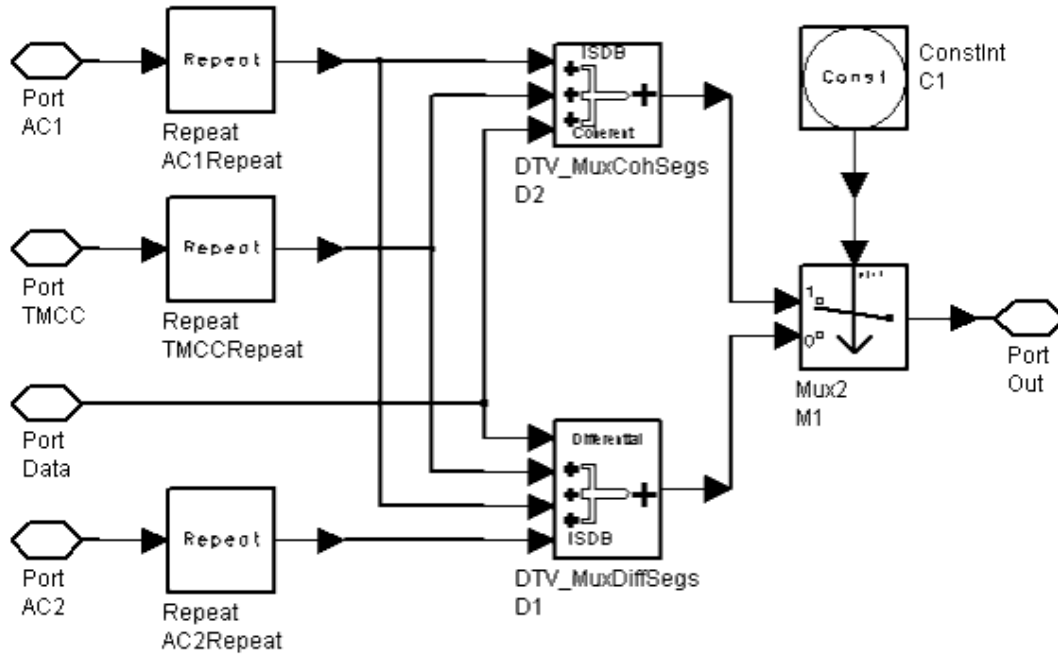 Repeat
Port
AC1
Repeat
AC1Repeat
ISDB
Coherent
DTV_MuxCohSegs
D2
Const
ConstInt
C1
Repeat
Port
TMCC
Repeat
TMCCRepeat
1
0
Mux2
M1
Port
Out
Port
Data
Differential
ISDB
DTV_MuxDiffSegs
D1
Repeat
Port
AC2
Repeat
AC2Repeat